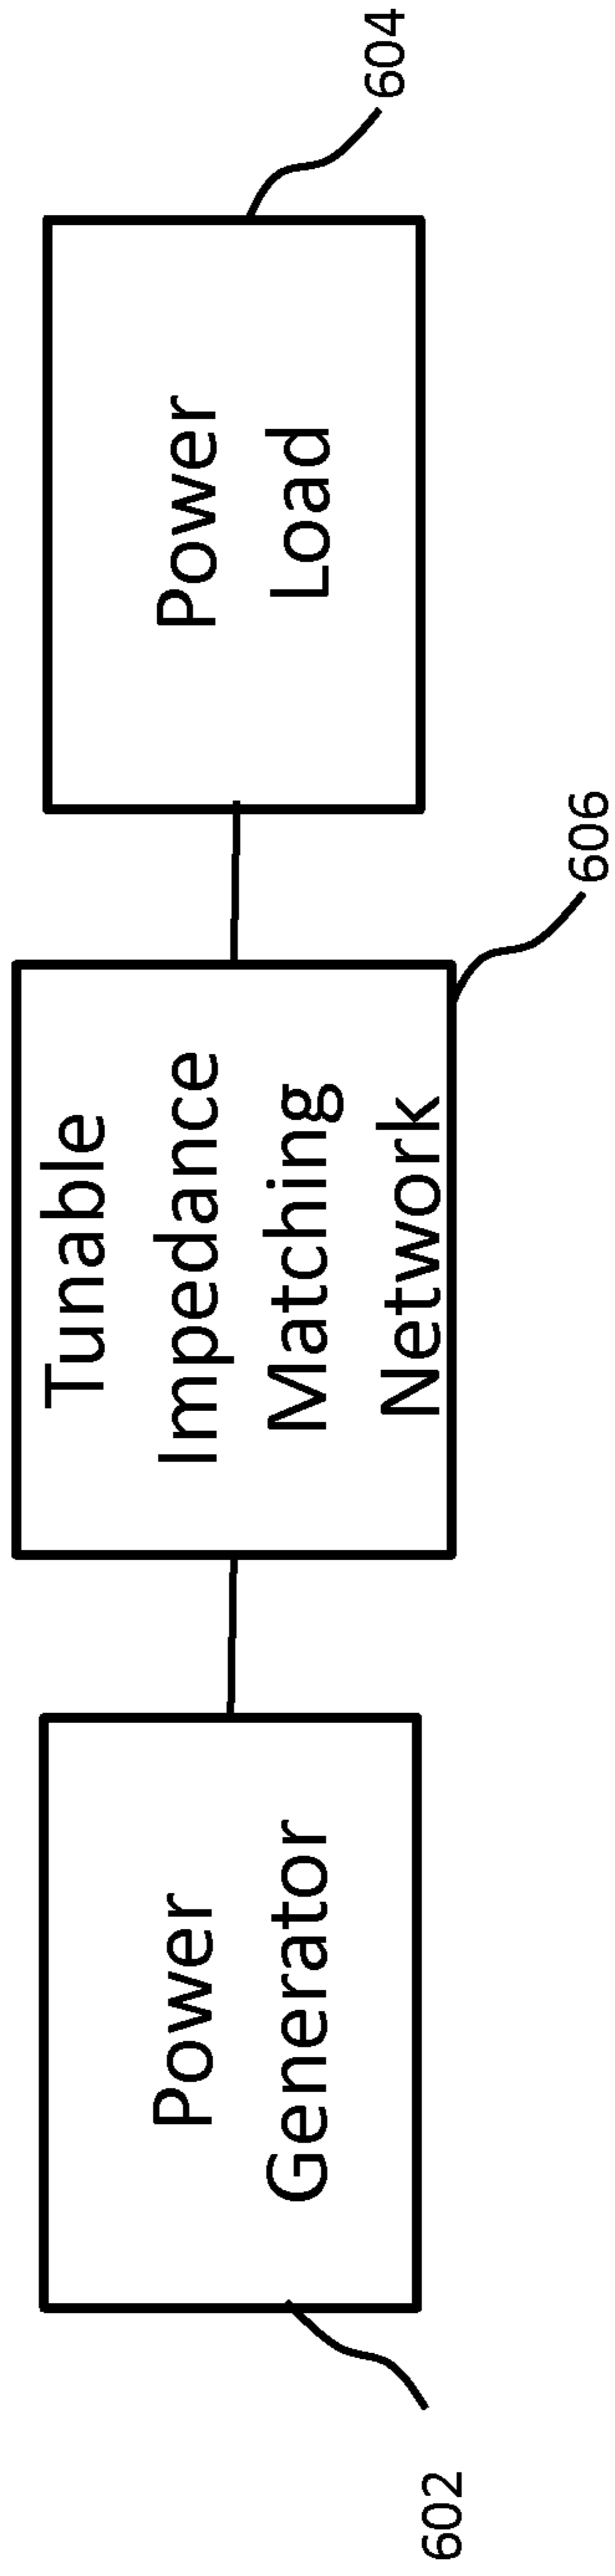 Power
Generator
602
Tunable
Impedance
Matching
Network
606
Power
Load
604